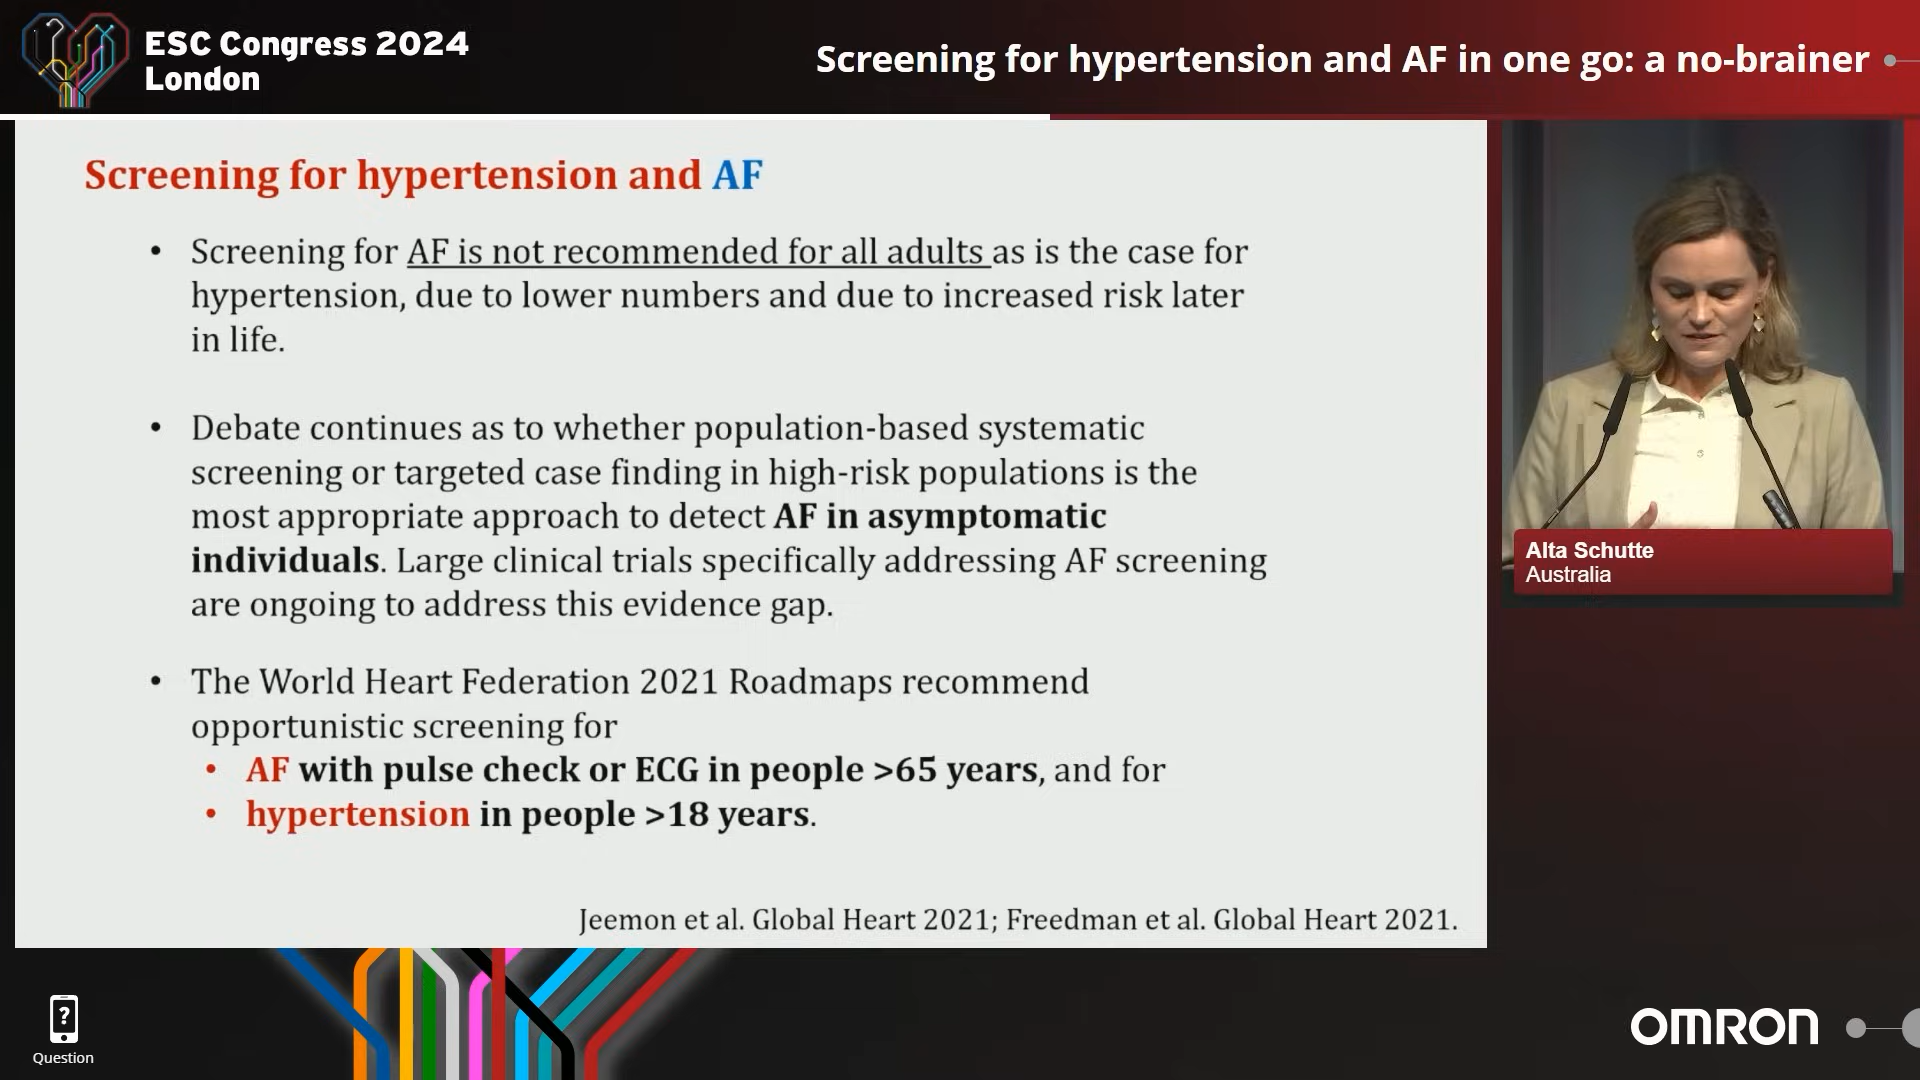 ESC Congress 2024
London
Screening for hypertension and AF in one go: a no-brainer
Screening for hypertension and AF
• Screening for AF is not recommended for all adults as is the case for
hypertension, due to lower numbers and due to increased risk later
in life.
• Debate continues as to whether population-based systematic
screening or targeted case finding in high-risk populations is the
most appropriate approach to detect AF in asymptomatic
individuals. Large clinical trials specifically addressing AF screening
are ongoing to address this evidence gap.
• The World Heart Federation 2021 Roadmaps recommend
opportunistic screening for
• AF with pulse check or ECG in people >65 years, and for
• hypertension in people >18 years.
Jeemon et al. Global Heart 2021; Freedman et al. Global Heart 2021.
Alta Schutte
Australia
?
Question
OMRON